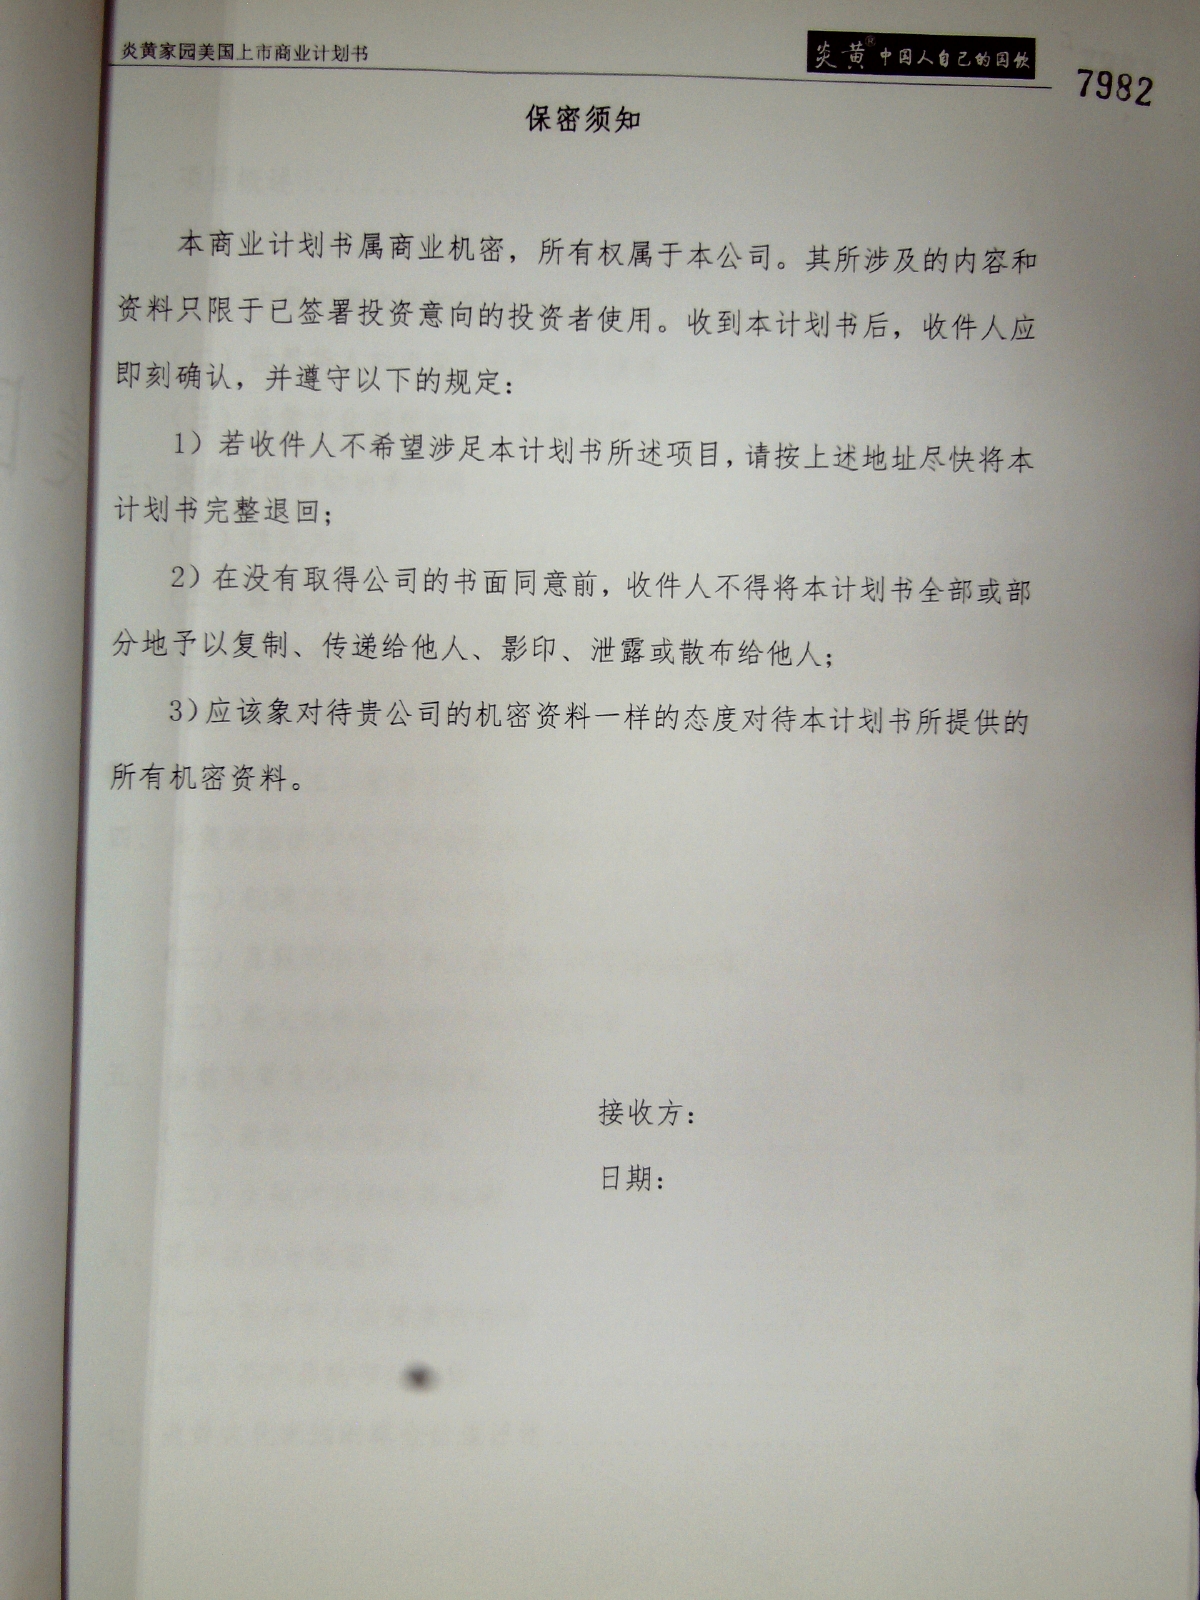 炎黄家园美国上市商业计划书
炎黄® 中国人自己的国饮
7982
保密须知
本商业计划书属商业机密，所有权属于本公司。其所涉及的内容和
资料只限于已签署投资意向的投资者使用。收到本计划书后，收件人应
即刻确认，并遵守以下的规定：
1）若收件人不希望涉足本计划书所述项目，请按上述地址尽快将本
计划书完整退回；
2）在没有取得公司的书面同意前，收件人不得将本计划书全部或部
分地予以复制、传递给他人、影印、泄露或散布给他人；
3）应该象对待贵公司的机密资料一样的态度对待本计划书所提供的
所有机密资料。
接收方：
日期：